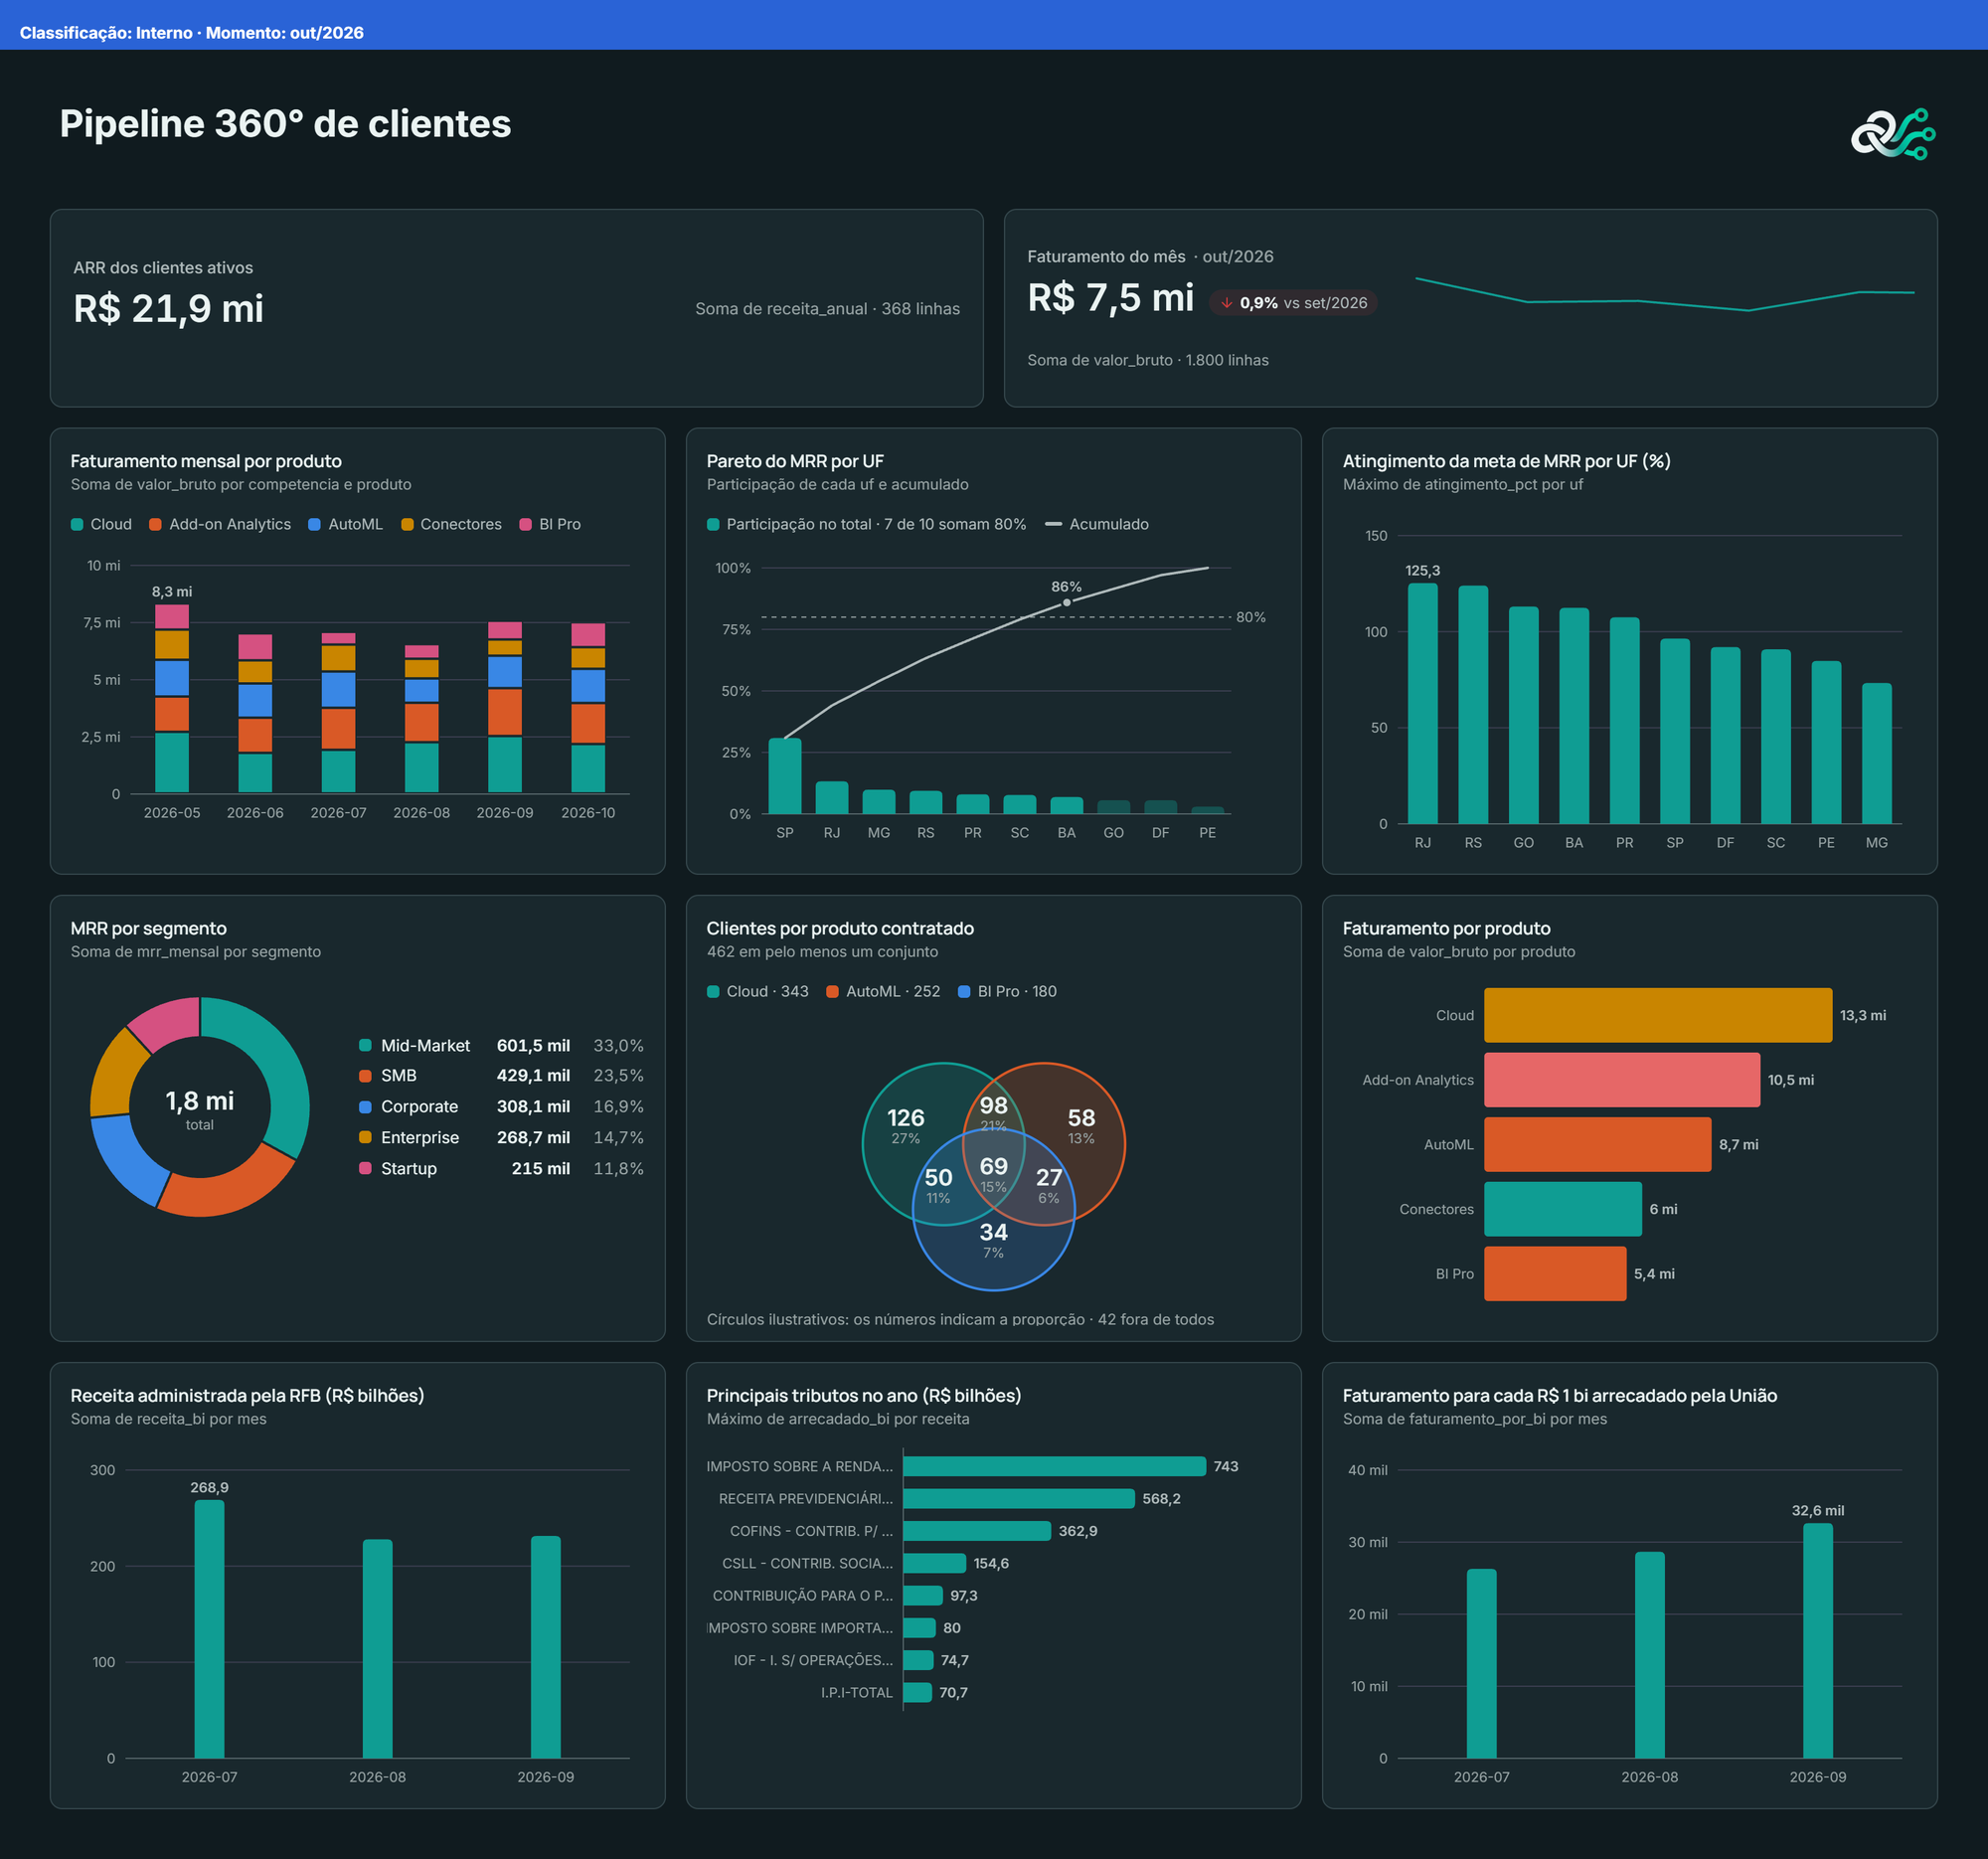 Classificação: Interno · Momento: out/2026
Pipeline 360° de clientes
ARR dos clientes ativos
R$ 21,9 mi
Soma de receita_anual · 368 linhas
Faturamento do mês · out/2026
R$ 7,5 mi
↓ 0,9% vs set/2026
Soma de valor_bruto · 1.800 linhas
Faturamento mensal por produto
Soma de valor_bruto por competencia e produto
Cloud Add-on Analytics AutoML Conectores BI Pro
10 mi
8,3 mi
7,5 mi
5 mi
2,5 mi
0
2026-05 2026-06 2026-07 2026-08 2026-09 2026-10
Pareto do MRR por UF
Participação de cada uf e acumulado
Participação no total · 7 de 10 somam 80% Acumulado
100%
86%
80%
75%
50%
25%
0%
SP RJ MG RS PR SC BA GO DF PE
Atingimento da meta de MRR por UF (%)
Máximo de atingimento_pct por uf
150
125,3
100
50
0
RJ RS GO BA PR SP DF SC PE MG
MRR por segmento
Soma de mrr_mensal por segmento
1,8 mi
total
Mid-Market 601,5 mil 33,0%
SMB 429,1 mil 23,5%
Corporate 308,1 mil 16,9%
Enterprise 268,7 mil 14,7%
Startup 215 mil 11,8%
Clientes por produto contratado
462 em pelo menos um conjunto
Cloud · 343 AutoML · 252 BI Pro · 180
126
27%
98
21%
58
13%
50
11%
69
15%
27
6%
34
7%
Círculos ilustrativos: os números indicam a proporção · 42 fora de todos
Faturamento por produto
Soma de valor_bruto por produto
Cloud 13,3 mi
Add-on Analytics 10,5 mi
AutoML 8,7 mi
Conectores 6 mi
BI Pro 5,4 mi
Receita administrada pela RFB (R$ bilhões)
Soma de receita_bi por mes
300
268,9
200
100
0
2026-07 2026-08 2026-09
Principais tributos no ano (R$ bilhões)
Máximo de arrecadado_bi por receita
IMPOSTO SOBRE A RENDA... 743
RECEITA PREVIDENCIÁRI... 568,2
COFINS - CONTRIB. P/ ... 362,9
CSLL - CONTRIB. SOCIA... 154,6
CONTRIBUIÇÃO PARA O P... 97,3
IMPOSTO SOBRE IMPORTA... 80
IOF - I. S/ OPERAÇÕES... 74,7
I.P.I-TOTAL 70,7
Faturamento para cada R$ 1 bi arrecadado pela União
Soma de faturamento_por_bi por mes
40 mil
32,6 mil
30 mil
20 mil
10 mil
0
2026-07 2026-08 2026-09